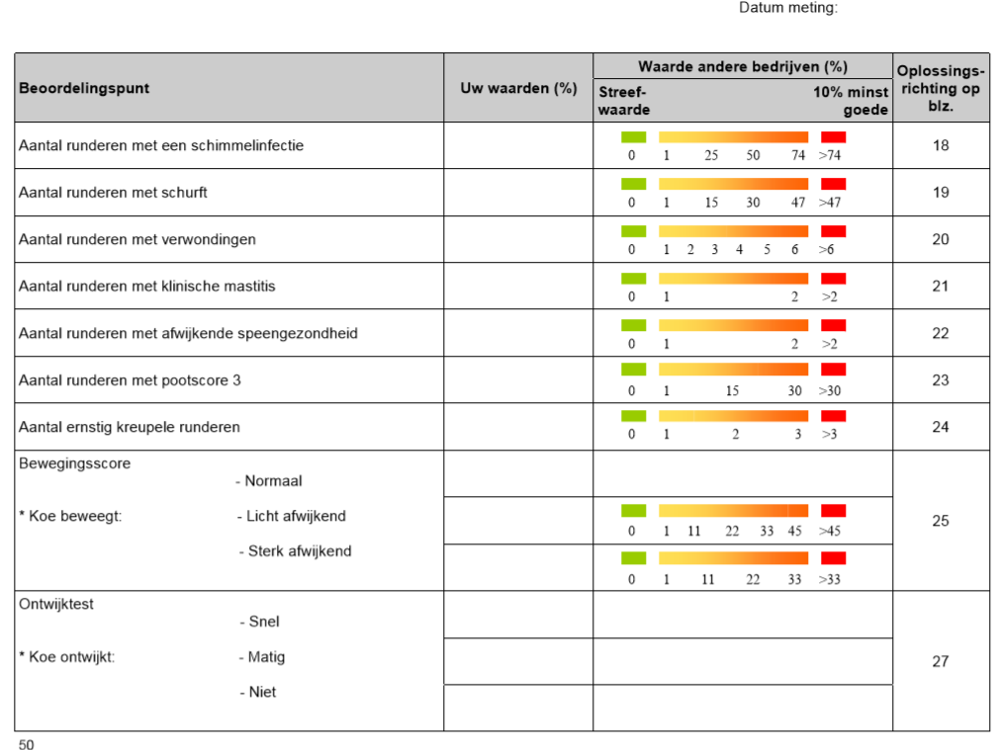 Datum meting:
Beoordelingspunt
Uw waarden (%)
Waarde andere bedrijven (%)
Streef-
waarde
10% minst
goede
Oplossings-
richting op
blz.
Aantal runderen met een schimmelinfectie
0 1 25 50 74 >74
18
Aantal runderen met schurft
0 1 15 30 47 >47
19
Aantal runderen met verwondingen
0 1 2 3 4 5 6 >6
20
Aantal runderen met klinische mastitis
0 1 2 >2
21
Aantal runderen met afwijkende speengezondheid
0 1 2 >2
22
Aantal runderen met pootscore 3
0 1 15 30 >30
23
Aantal ernstig kreupele runderen
0 1 2 3 >3
24
Bewegingsscore
- Normaal
* Koe beweegt: - Licht afwijkend
0 1 11 22 33 45 >45
25
- Sterk afwijkend
0 1 11 22 33 >33
Ontwijktest
- Snel
* Koe ontwijkt: - Matig
27
- Niet
50